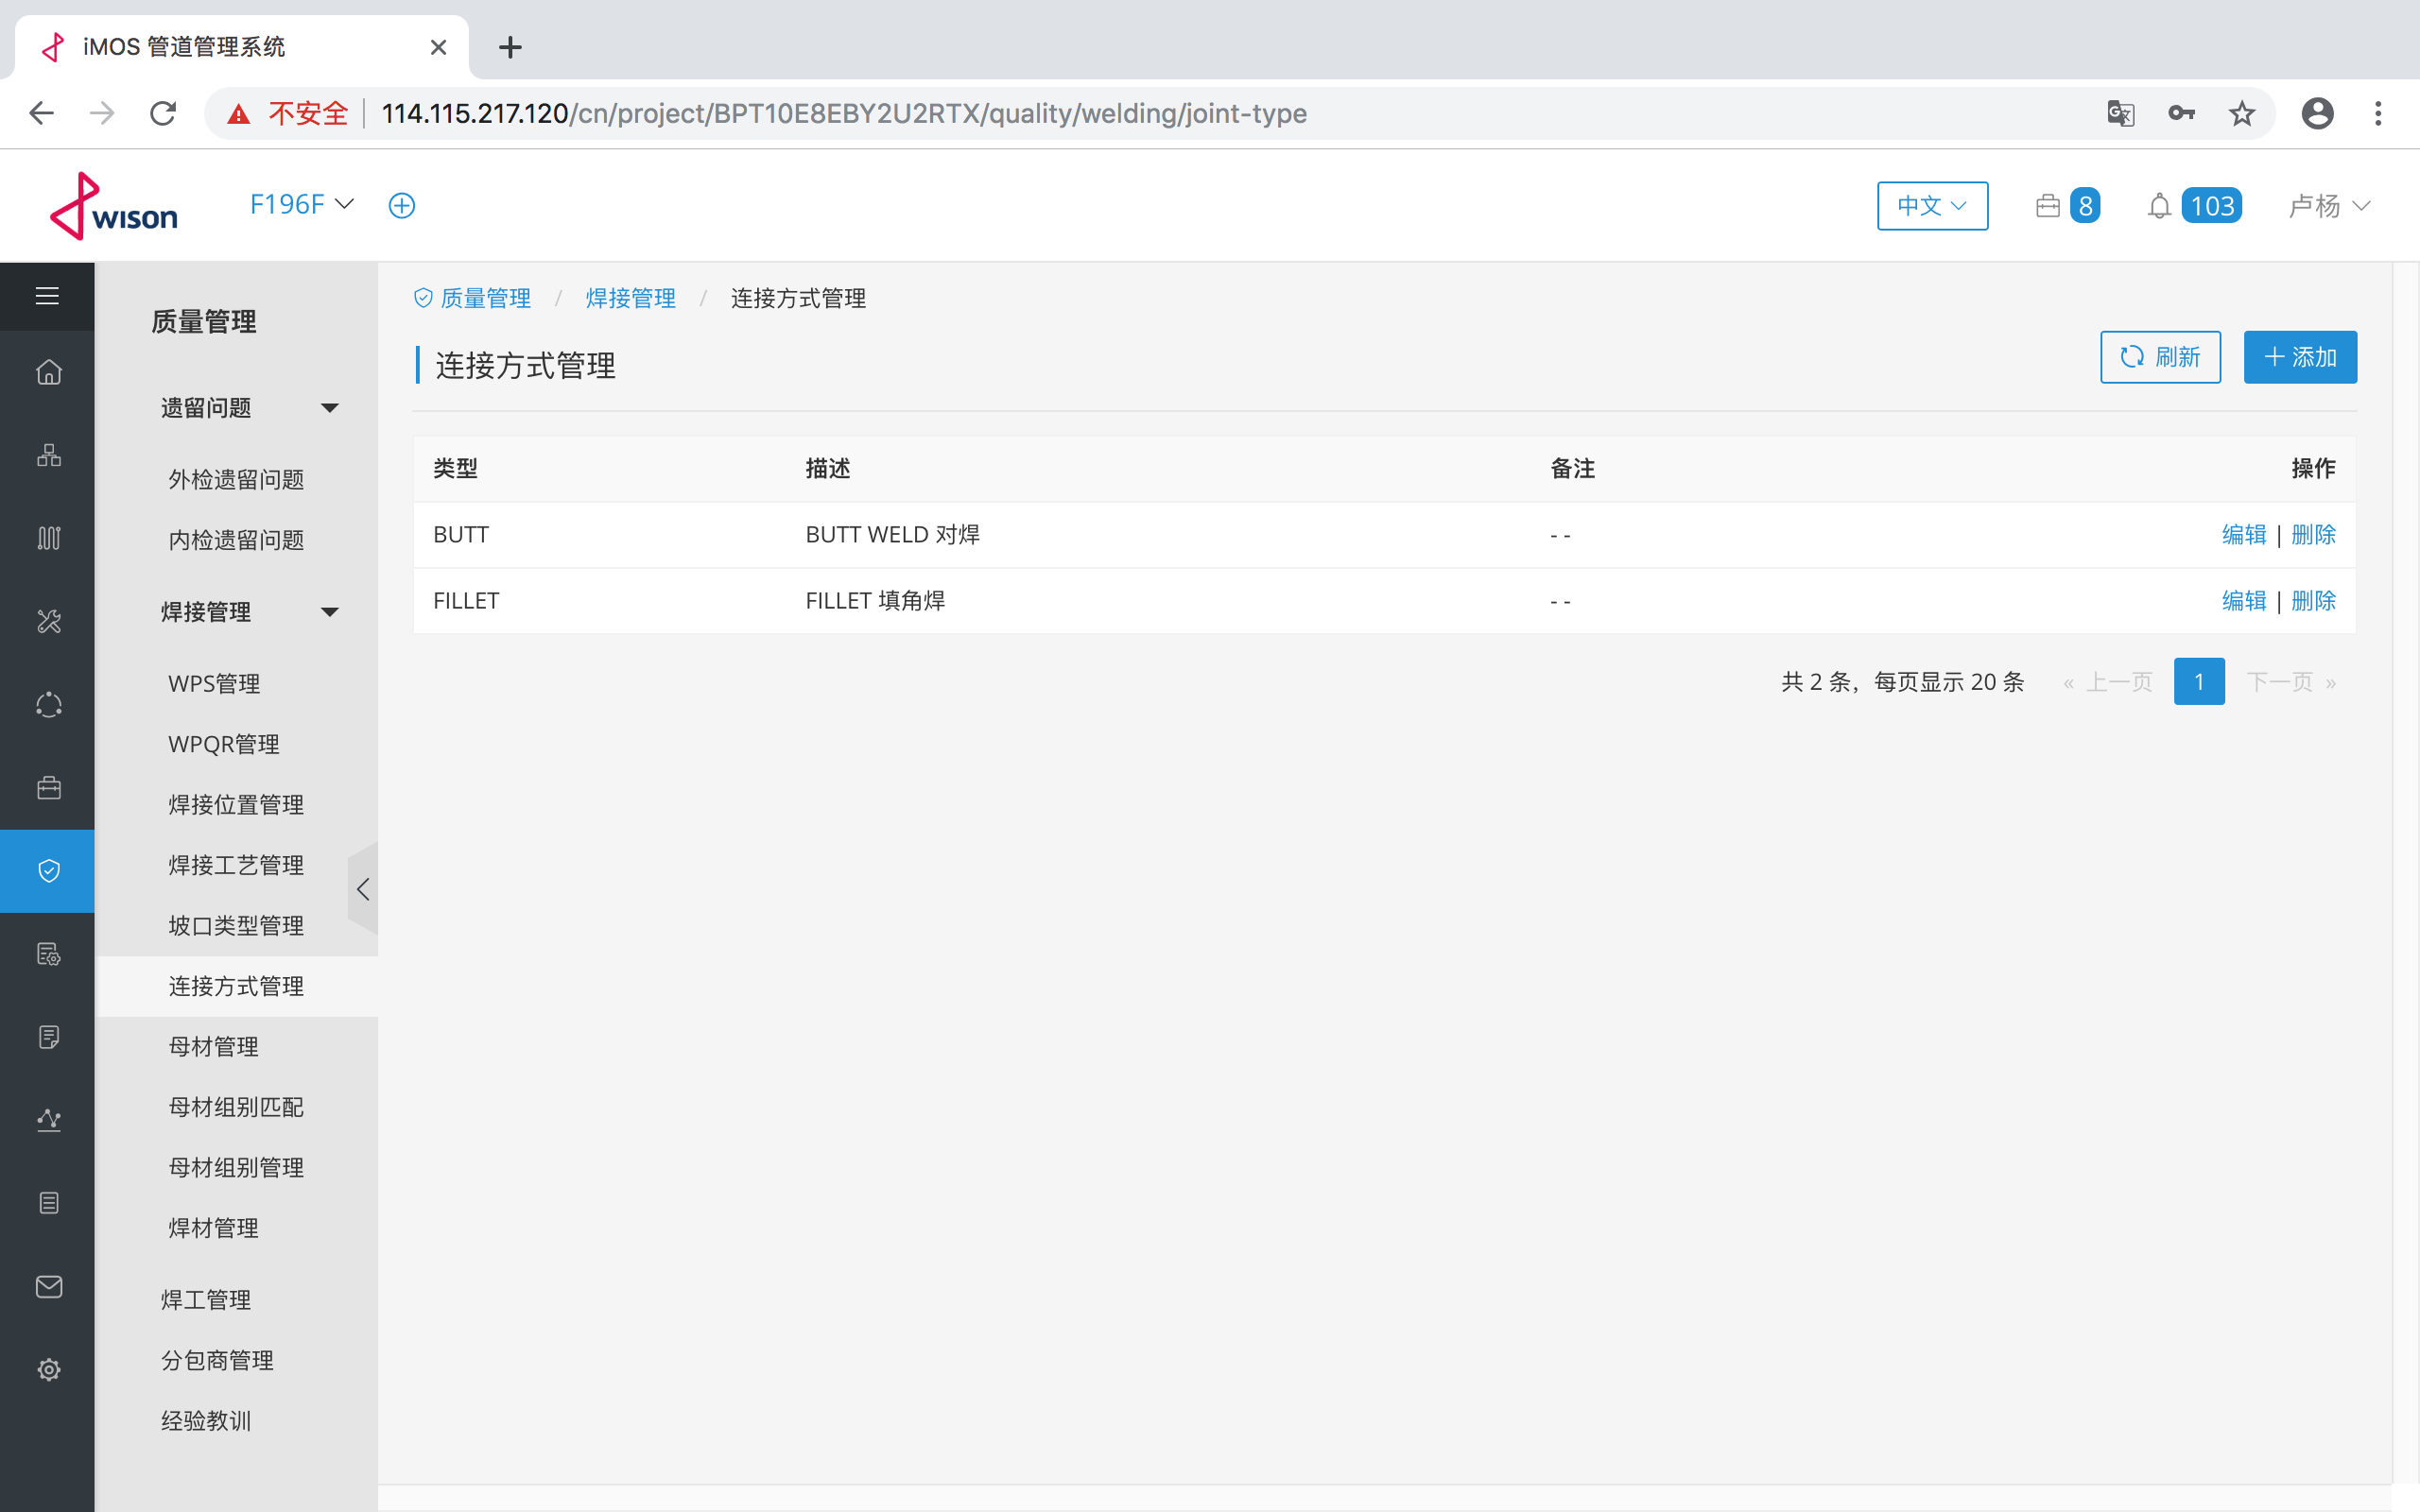 iMOS 管道管理系统
不安全 114.115.217.120/cn/project/BPT10E8EBY2U2RTX/quality/welding/joint-type
wison F196F 中文 8 103 卢杨
质量管理 / 焊接管理 / 连接方式管理
质量管理
连接方式管理 刷新 添加
遗留问题
外检遗留问题
内检遗留问题
焊接管理
WPS管理
WPQR管理
焊接位置管理
焊接工艺管理
坡口类型管理
连接方式管理
母材管理
母材组别匹配
母材组别管理
焊材管理
焊工管理
分包商管理
经验教训
类型 描述 备注 操作
BUTT BUTT WELD 对焊 - - 编辑 | 删除
FILLET FILLET 填角焊 - - 编辑 | 删除
共 2 条，每页显示 20 条 « 上一页 1 下一页 »